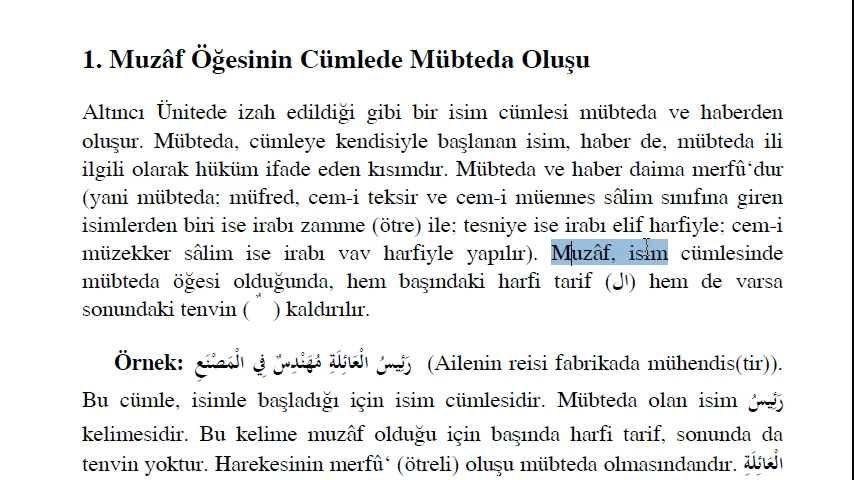 1. Muzâf Öğesinin Cümlede Mübteda Oluşu
Altıncı Ünitede izah edildiği gibi bir isim cümlesi mübteda ve haberden
oluşur. Mübteda, cümleye kendisiyle başlanan isim, haber de, mübteda ili
ilgili olarak hüküm ifade eden kısımdır. Mübteda ve haber daima merfû‘dur
(yani mübteda; müfred, cem-i teksir ve cem-i müennes sâlim sınıfına giren
isimlerden biri ise irabı zamme (ötre) ile; tesniye ise irabı elif harfiyle; cem-i
müzekker sâlim ise irabı vav harfiyle yapılır). Muzâf, isim cümlesinde
mübteda öğesi olduğunda, hem başındaki harfi tarif (ال) hem de varsa
sonundaki tenvin ( ٌ ) kaldırılır.
Örnek: رَئِيسُ الْعَائِلَةِ مُهَنْدِسٌ فِي الْمَصْنَعِ (Ailenin reisi fabrikada mühendis(tir)).
Bu cümle, isimle başladığı için isim cümlesidir. Mübteda olan isim رَئِيسُ
kelimesidir. Bu kelime muzâf olduğu için başında harfi tarif, sonunda da
tenvin yoktur. Harekesinin merfû‘ (ötreli) oluşu mübteda olmasındandır. الْعَائِلَةِ